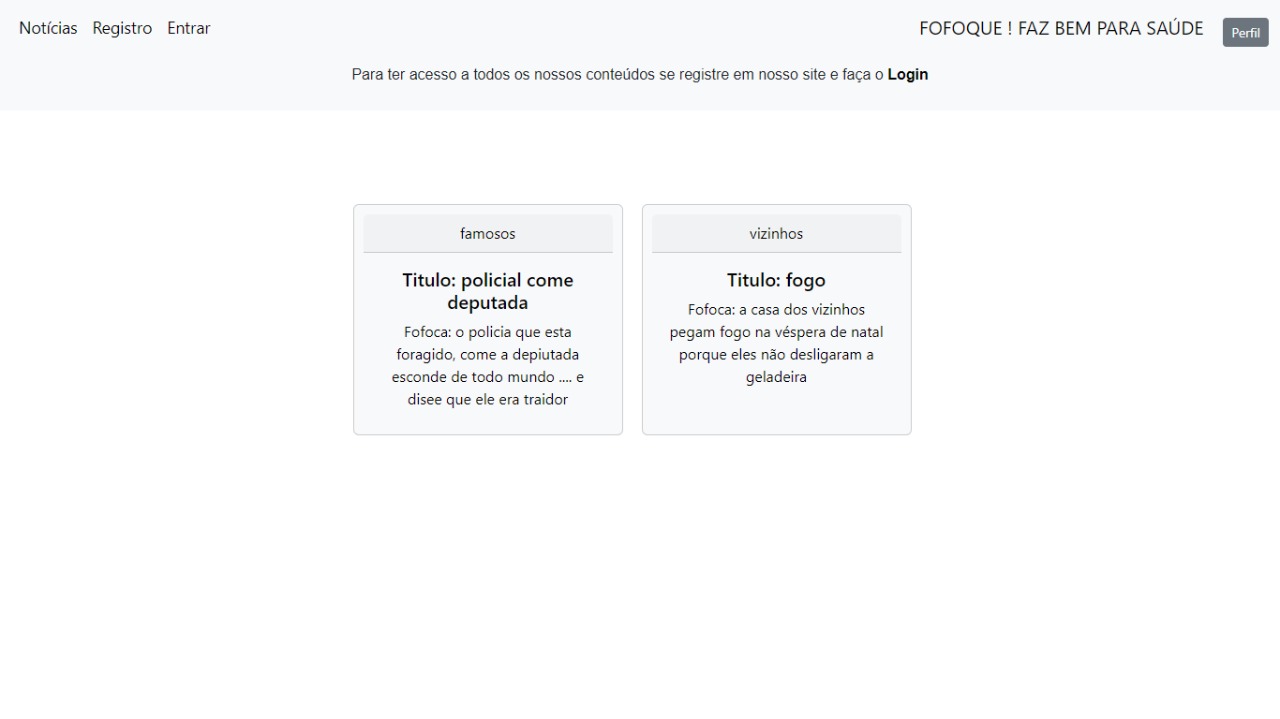 Notícias Registro Entrar FOFOQUE ! FAZ BEM PARA SAÚDE Perfil
Para ter acesso a todos os nossos conteúdos se registre em nosso site e faça o Login
famosos
Titulo: policial come
deputada
Fofoca: o policia que esta
foragido, come a depiutada
esconde de todo mundo .... e
disee que ele era traidor
vizinhos
Titulo: fogo
Fofoca: a casa dos vizinhos
pegam fogo na véspera de natal
porque eles não desligaram a
geladeira